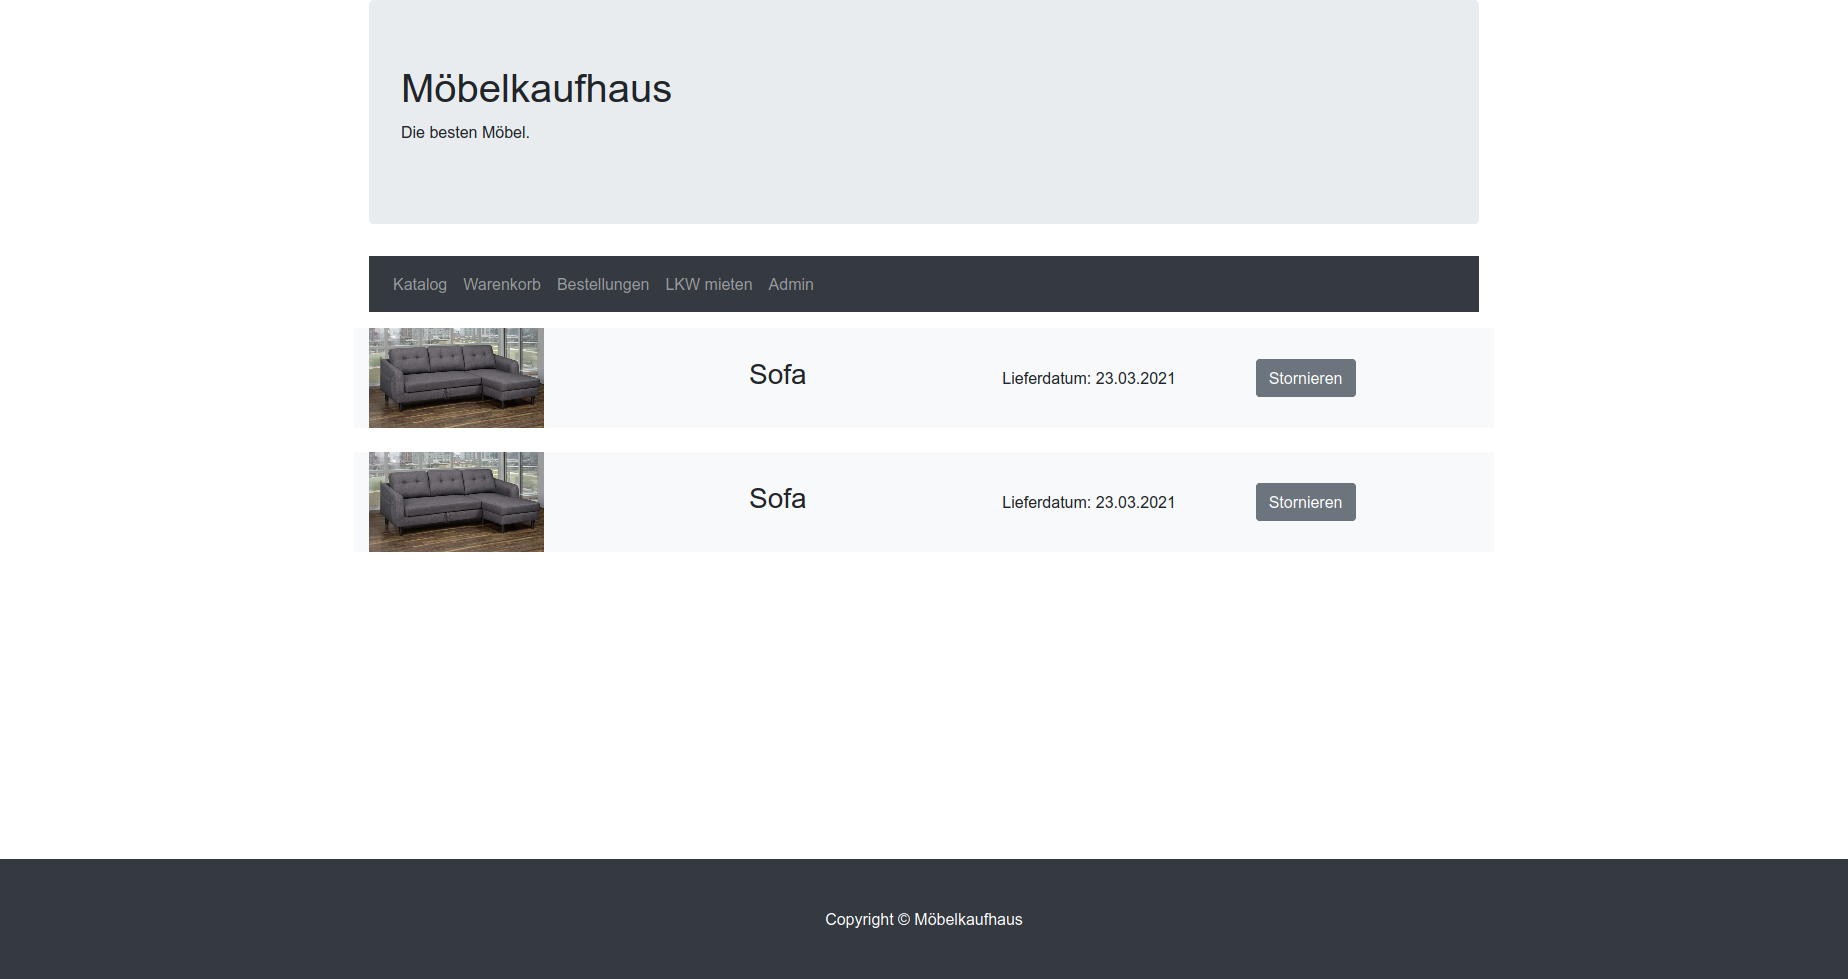 Möbelkaufhaus
Die besten Möbel.
Katalog Warenkorb Bestellungen LKW mieten Admin
Sofa Lieferdatum: 23.03.2021 Stornieren
Sofa Lieferdatum: 23.03.2021 Stornieren
Copyright © Möbelkaufhaus